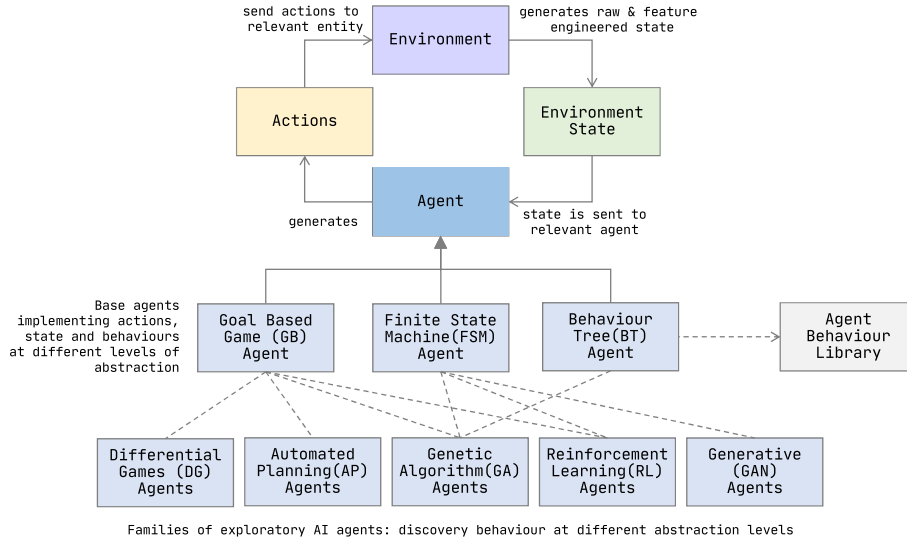 send actions to
relevant entity
Environment
generates raw & feature
engineered state
Actions
Environment
State
Agent
generates
state is sent to
relevant agent
Base agents
implementing actions,
state and behaviours
at different levels of
abstraction
Goal Based
Game (GB)
Agent
Finite State
Machine(FSM)
Agent
Behaviour
Tree(BT)
Agent
Agent
Behaviour
Library
Differential
Games (DG)
Agents
Automated
Planning(AP)
Agents
Genetic
Algorithm(GA)
Agents
Reinforcement
Learning(RL)
Agents
Generative
(GAN)
Agents
Families of exploratory AI agents: discovery behaviour at different abstraction levels